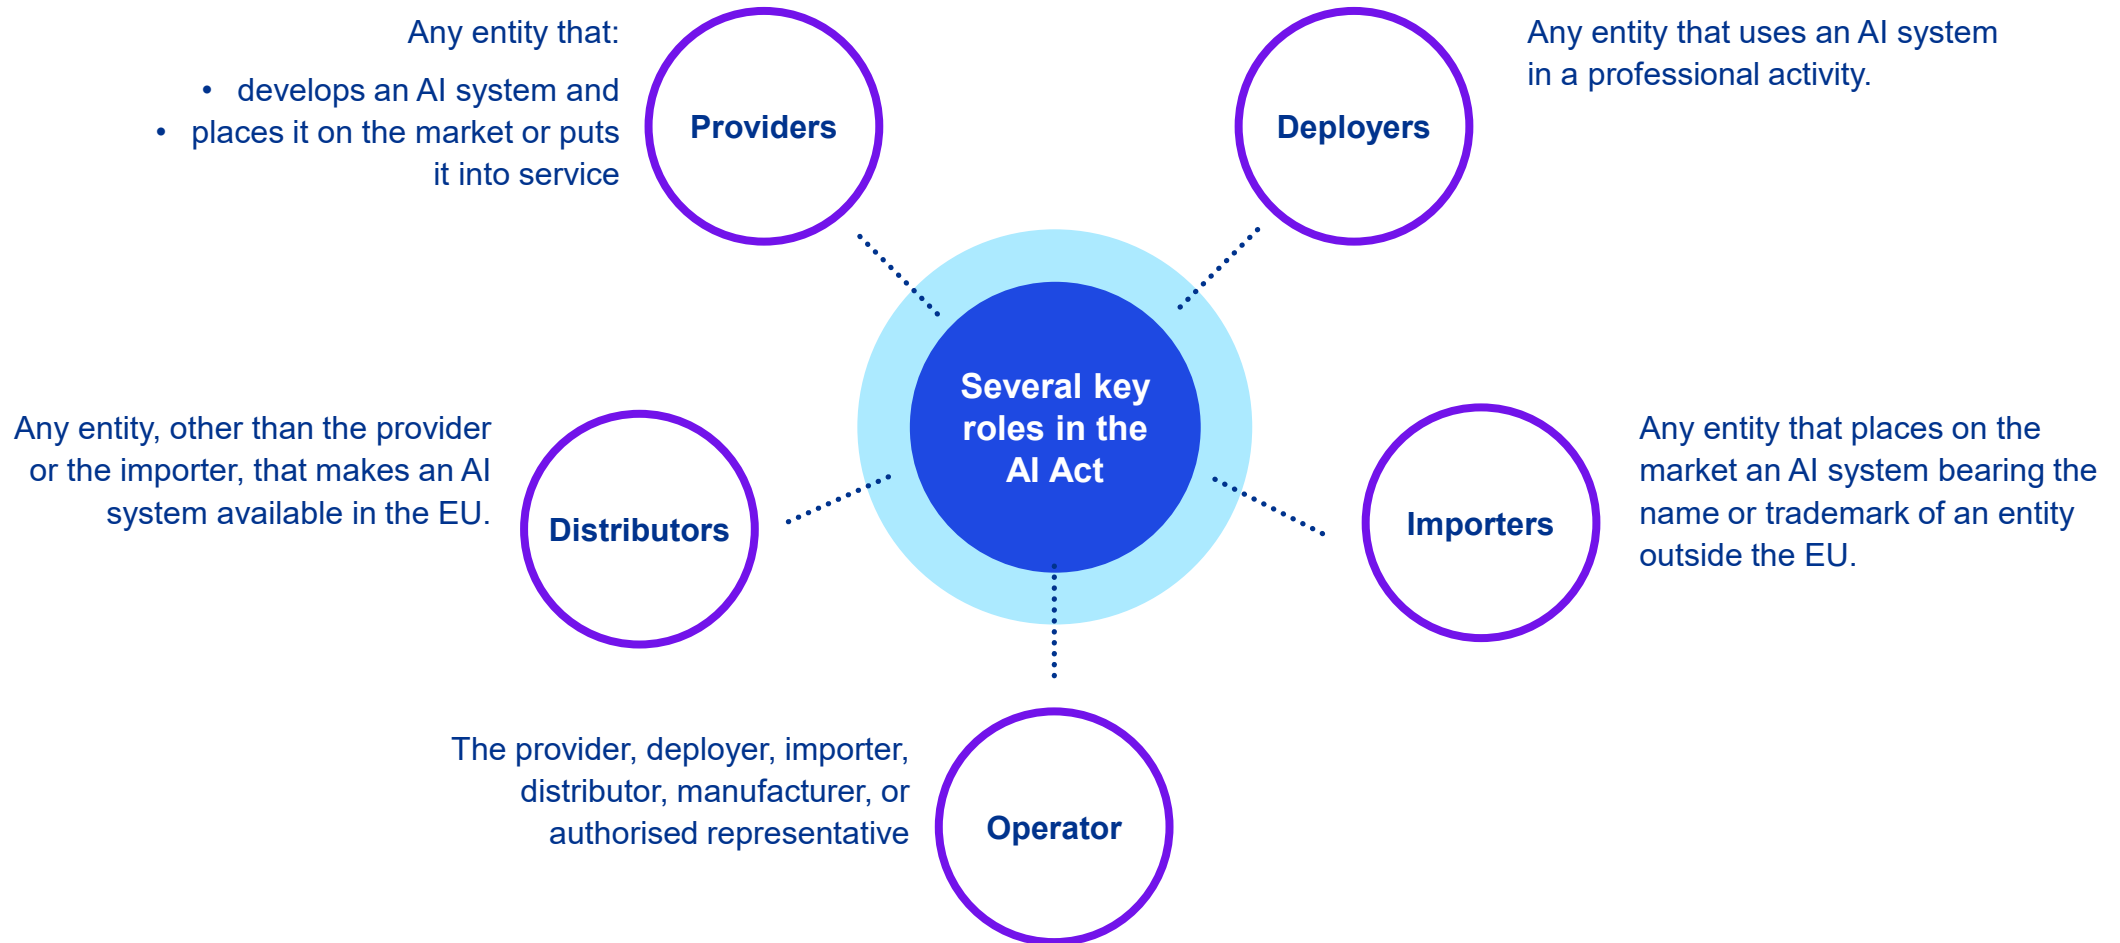 Any entity that:
• develops an AI system and
• places it on the market or puts
it into service
Providers
Deployers
Any entity that uses an AI system
in a professional activity.
Several key
roles in the
AI Act
Any entity, other than the provider
or the importer, that makes an AI
system available in the EU.
Distributors
Importers
Any entity that places on the
market an AI system bearing the
name or trademark of an entity
outside the EU.
The provider, deployer, importer,
distributor, manufacturer, or
authorised representative
Operator